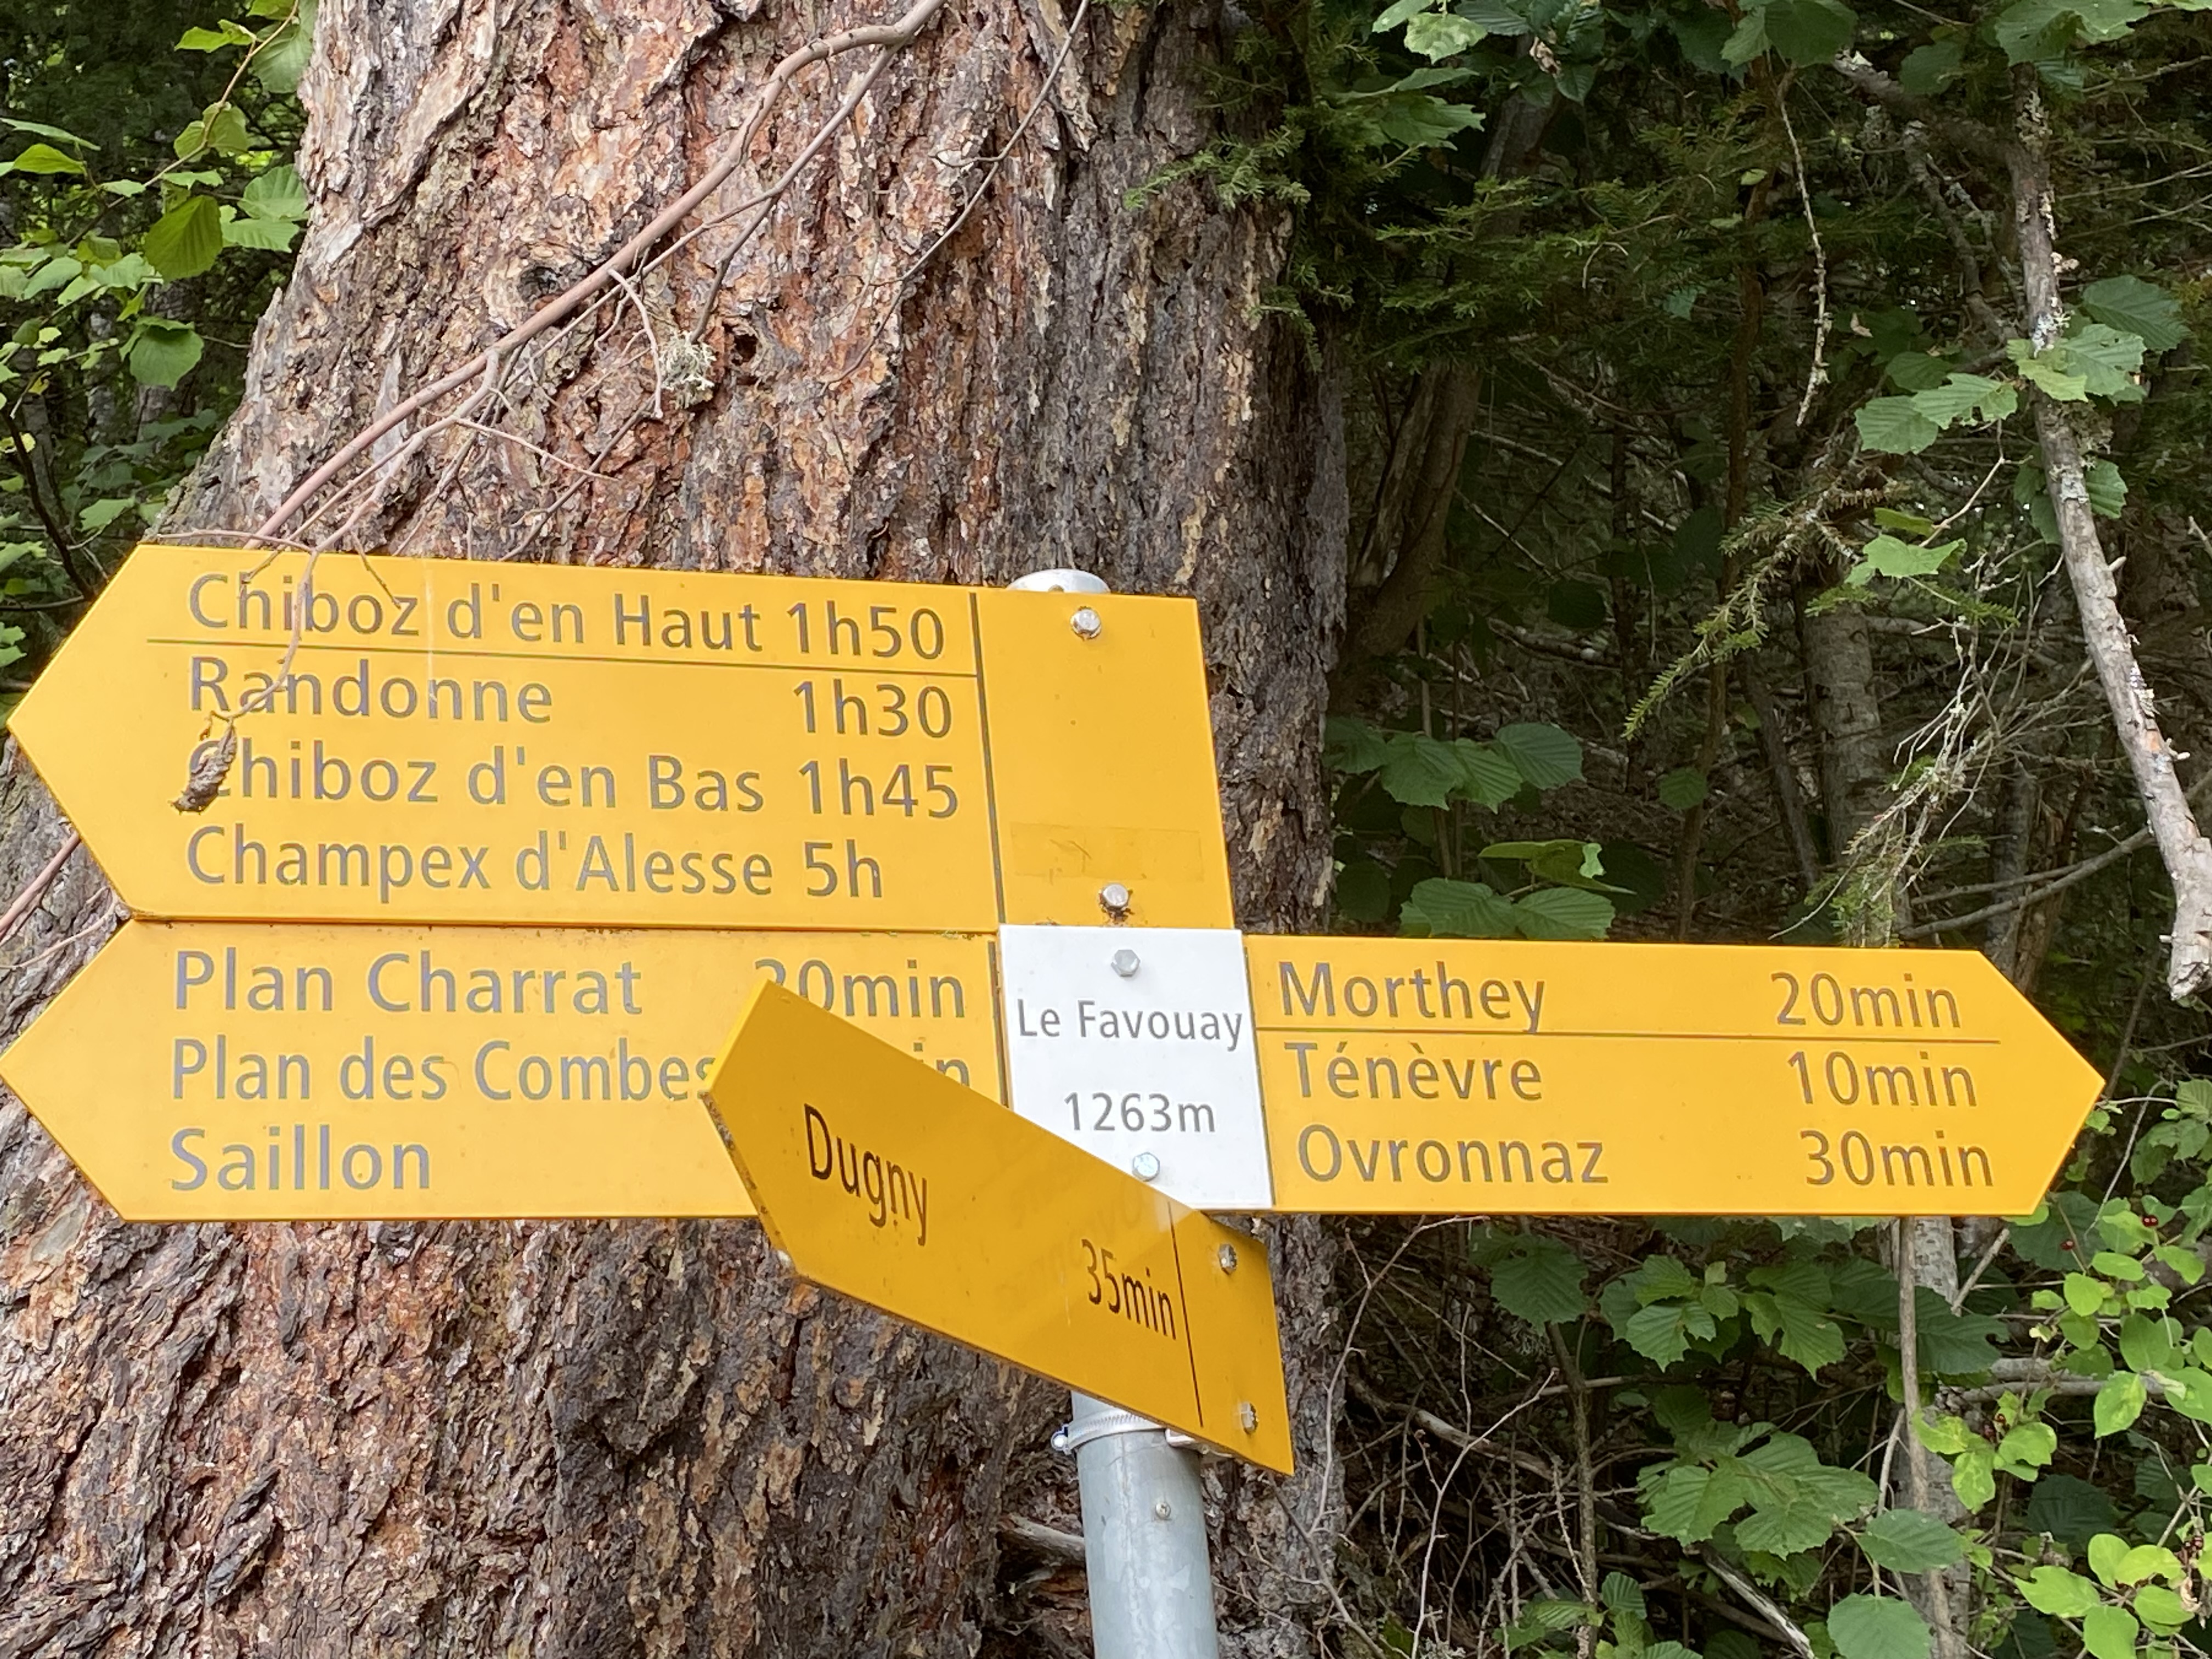 Chiboz d'en Haut 1h50
Randonne 1h30
Chiboz d'en Bas 1h45
Champex d'Alesse 5h
Plan Charrat
Plan des Combes
Saillon
Le Favouay
1263m
Morthey 20min
Ténèvre 10min
Ovronnaz 30min
Dugny
35min